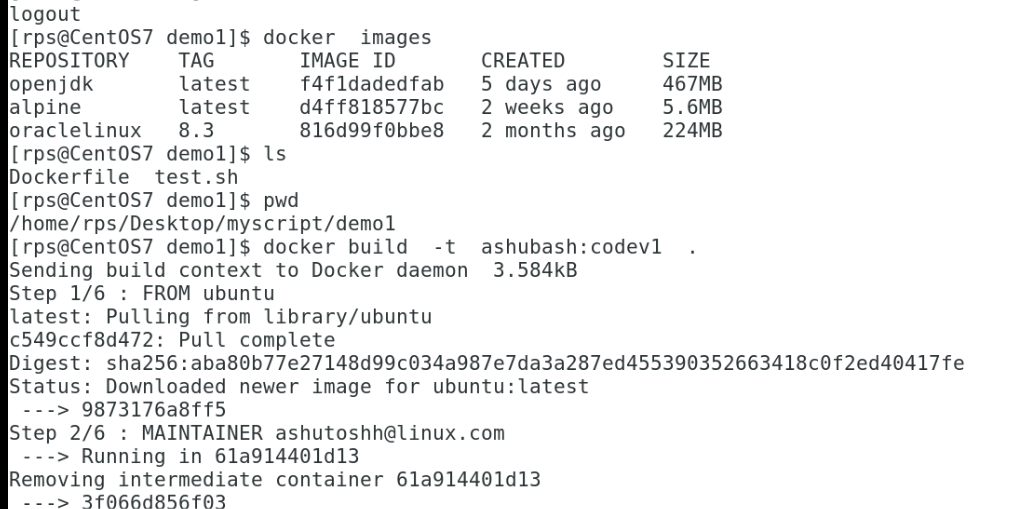 logout
[rps@CentOS7 demo1]$ docker  images
REPOSITORY    TAG       IMAGE ID       CREATED        SIZE
openjdk       latest    f4f1dadedfab   5 days ago     467MB
alpine        latest    d4ff818577bc   2 weeks ago    5.6MB
oraclelinux   8.3       816d99f0bbe8   2 months ago   224MB
[rps@CentOS7 demo1]$ ls
Dockerfile  test.sh
[rps@CentOS7 demo1]$ pwd
/home/rps/Desktop/myscript/demo1
[rps@CentOS7 demo1]$ docker build  -t  ashubash:codev1  .
Sending build context to Docker daemon  3.584kB
Step 1/6 : FROM ubuntu
latest: Pulling from library/ubuntu
c549ccf8d472: Pull complete
Digest: sha256:aba80b77e27148d99c034a987e7da3a287ed455390352663418c0f2ed40417fe
Status: Downloaded newer image for ubuntu:latest
 ---> 9873176a8ff5
Step 2/6 : MAINTAINER ashutoshh@linux.com
 ---> Running in 61a914401d13
Removing intermediate container 61a914401d13
 ---> 3f066d856f03